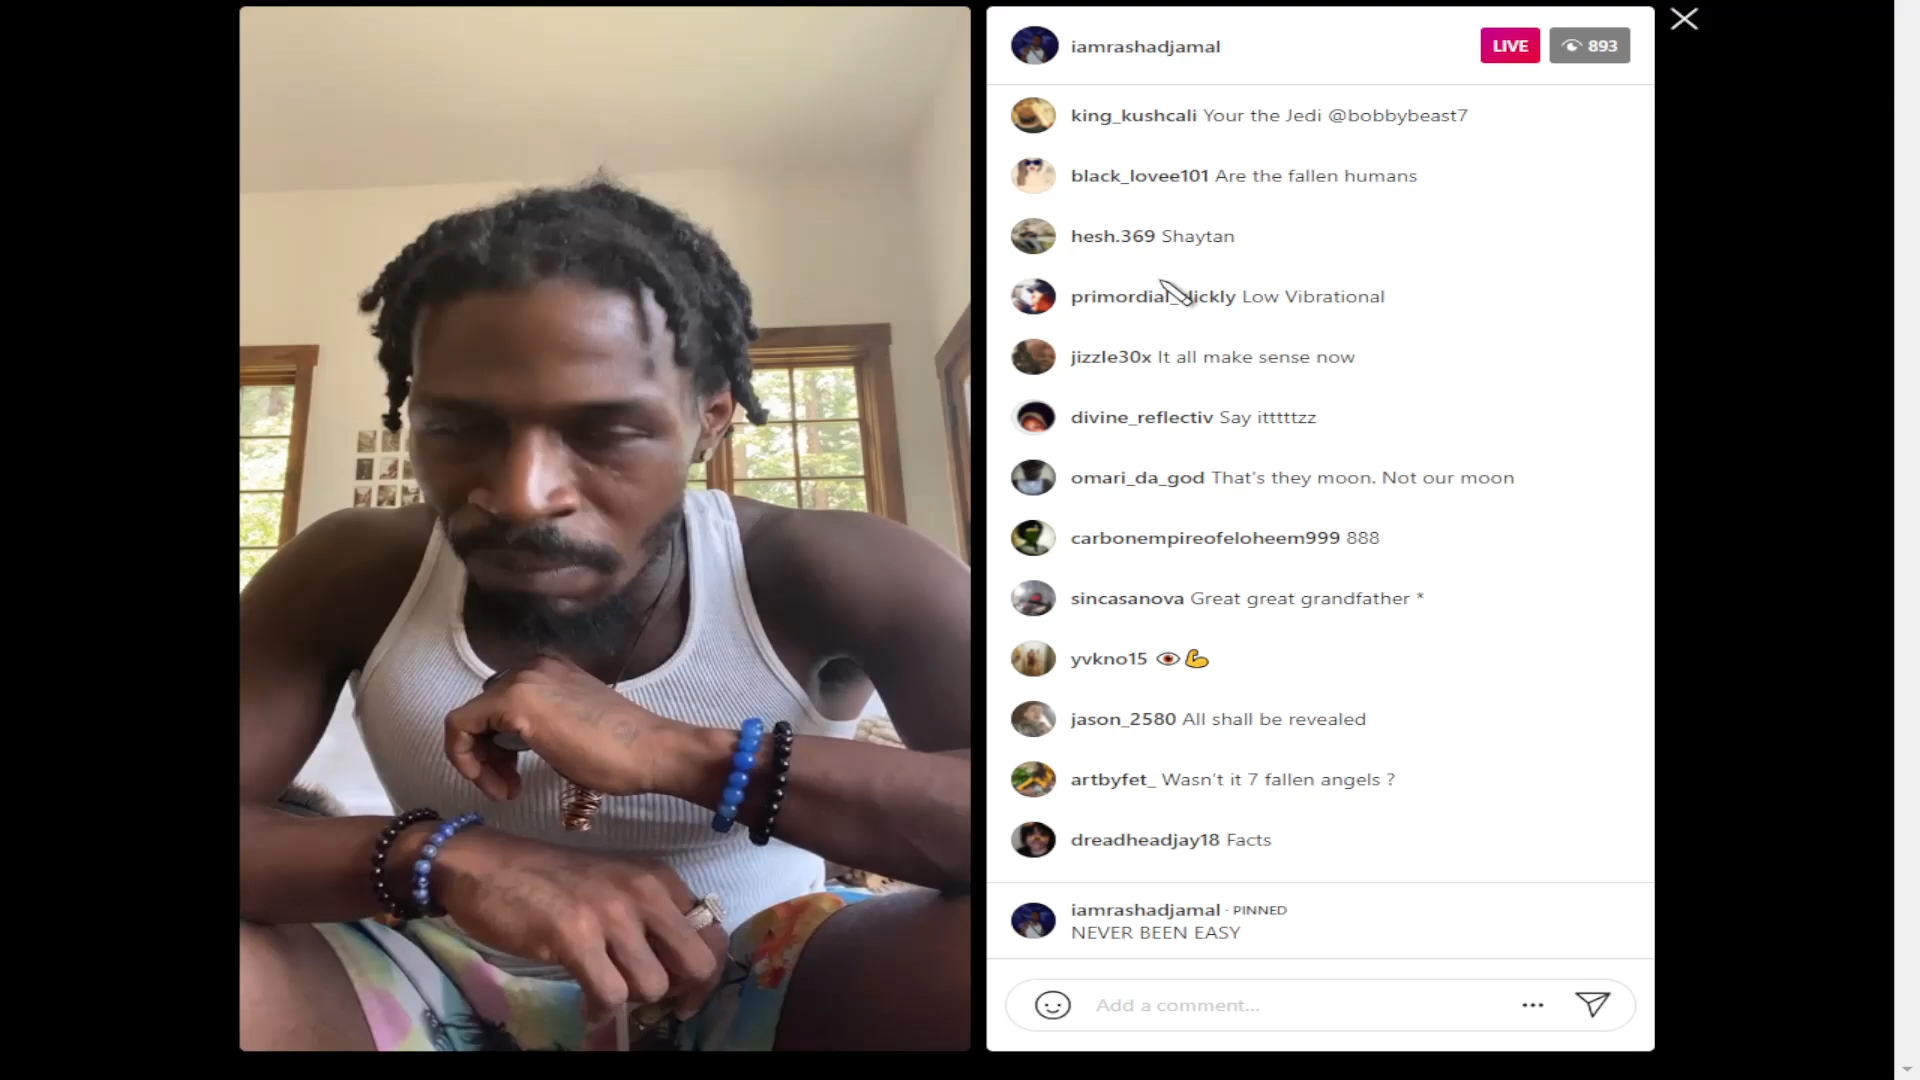 iamrashadjamal LIVE 893
king_kushcali Your the Jedi @bobbybeast7
black_lovee101 Are the fallen humans
hesh.369 Shaytan
Low Vibrational
jizzle30x It all make sense now
divine_reflectiv Say itttttzz
omari_da_god That's they moon. Not our moon
carbonempireofeloheem999 888
sincasanova Great great grandfather *
yvkno15 👁💪
jason_2580 All shall be revealed
artbyfet_ Wasn't it 7 fallen angels ?
dreadheadjay18 Facts
iamrashadjamal · PINNED
NEVER BEEN EASY
Add a comment...